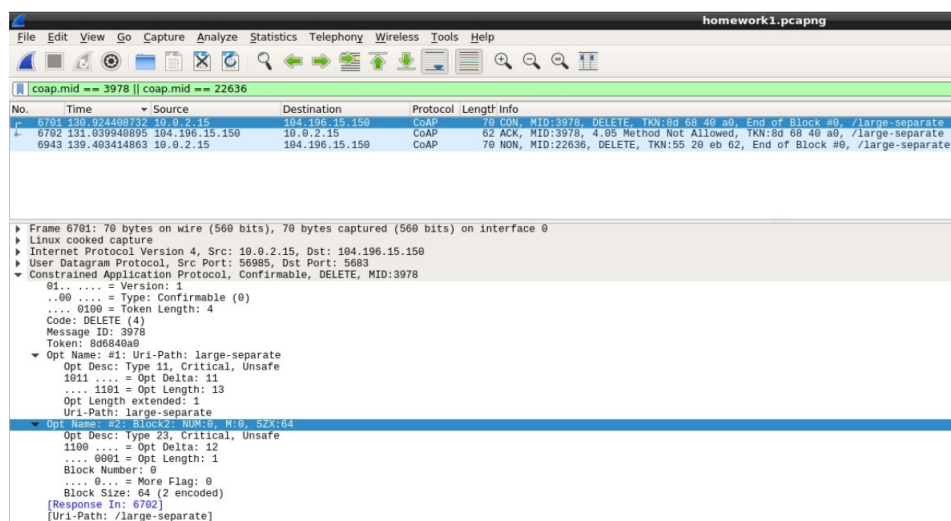 homework1.pcapng
File Edit View Go Capture Analyze Statistics Telephony Wireless Tools Help
coap.mid == 3978 || coap.mid == 22636
No. Time Source Destination Protocol Length Info
6701 130.924408732 10.0.2.15 104.196.15.150 CoAP 70 CON, MID:3978, DELETE, TKN:8d 68 40 a0, End of Block #0, /large-separate
6702 131.039940895 104.196.15.150 10.0.2.15 CoAP 62 ACK, MID:3978, 4.05 Method Not Allowed, TKN:8d 68 40 a0, /large-separate
6943 139.403414863 10.0.2.15 104.196.15.150 CoAP 70 NON, MID:22636, DELETE, TKN:55 20 eb 62, End of Block #0, /large-separate
Frame 6701: 70 bytes on wire (560 bits), 70 bytes captured (560 bits) on interface 0
Linux cooked capture
Internet Protocol Version 4, Src: 10.0.2.15, Dst: 104.196.15.150
User Datagram Protocol, Src Port: 56985, Dst Port: 5683
Constrained Application Protocol, Confirmable, DELETE, MID:3978
01.. .... = Version: 1
..00 .... = Type: Confirmable (0)
.... 0100 = Token Length: 4
Code: DELETE (4)
Message ID: 3978
Token: 8d6840a0
Opt Name: #1: Uri-Path: large-separate
Opt Desc: Type 11, Critical, Unsafe
1011 .... = Opt Delta: 11
.... 1101 = Opt Length: 13
Opt Length extended: 1
Uri-Path: large-separate
Opt Name: #2: Block2: NUM:0, M:0, SZX:64
Opt Desc: Type 23, Critical, Unsafe
1100 .... = Opt Delta: 12
.... 0001 = Opt Length: 1
Block Number: 0
.... 0... = More Flag: 0
Block Size: 64 (2 encoded)
[Response In: 6702]
[Uri-Path: /large-separate]